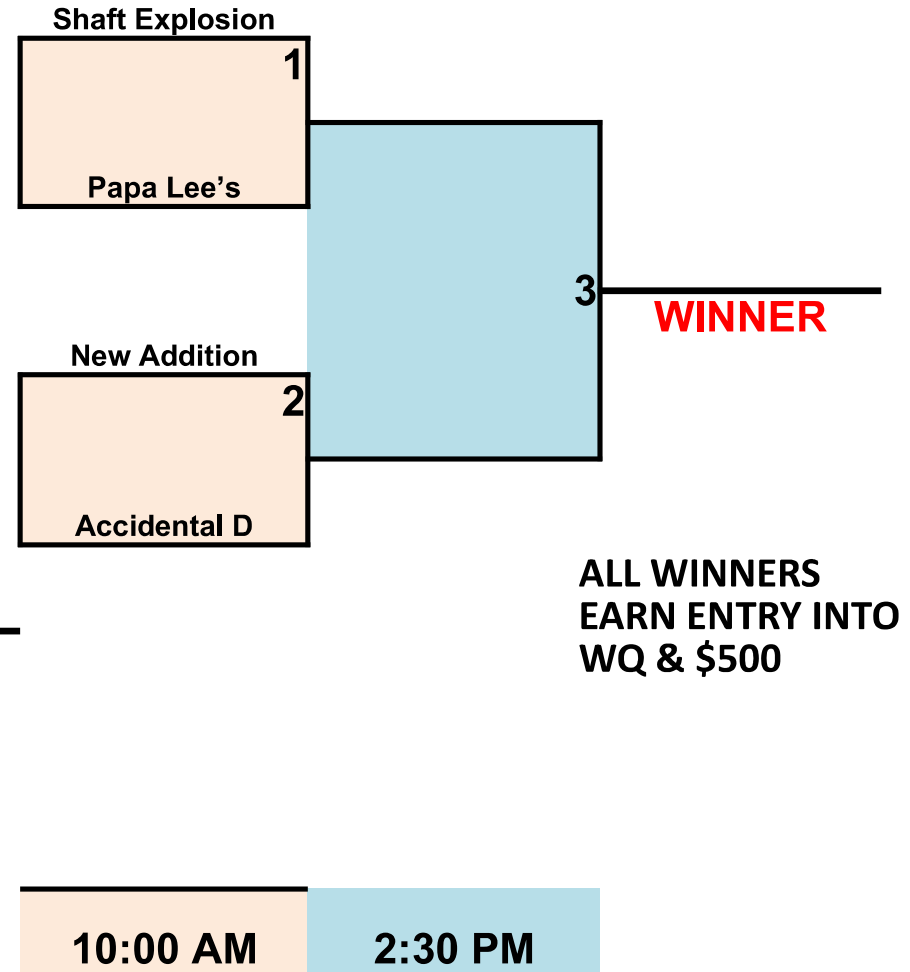 Shaft Explosion
1
Papa Lee’s
3
WINNER
New Addition
2
Accidental D
ALL WINNERS
EARN ENTRY INTO
WQ & $500
10:00 AM 2:30 PM